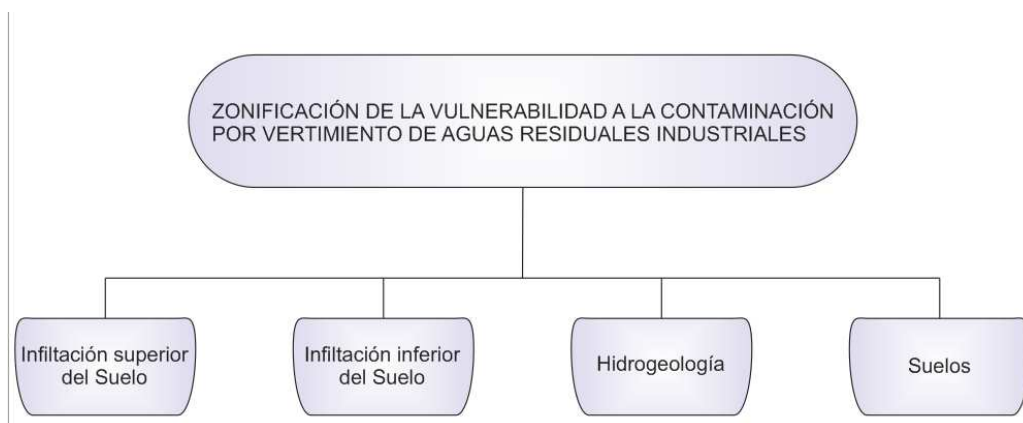 ZONIFICACIÓN DE LA VULNERABILIDAD A LA CONTAMINACIÓN
POR VERTIMIENTO DE AGUAS RESIDUALES INDUSTRIALES
Infiltación superior
del Suelo
Infiltación inferior
del Suelo
Hidrogeología
Suelos